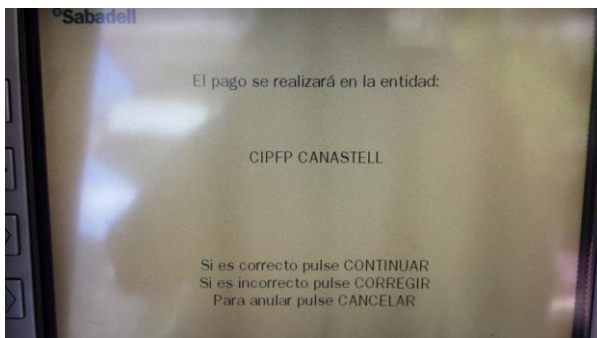 Sabadell
El pago se realizará en la entidad:
CIPFP CANASTELL
Si es correcto pulse CONTINUAR
Si es incorrecto pulse CORREGIR
Para anular pulse CANCELAR